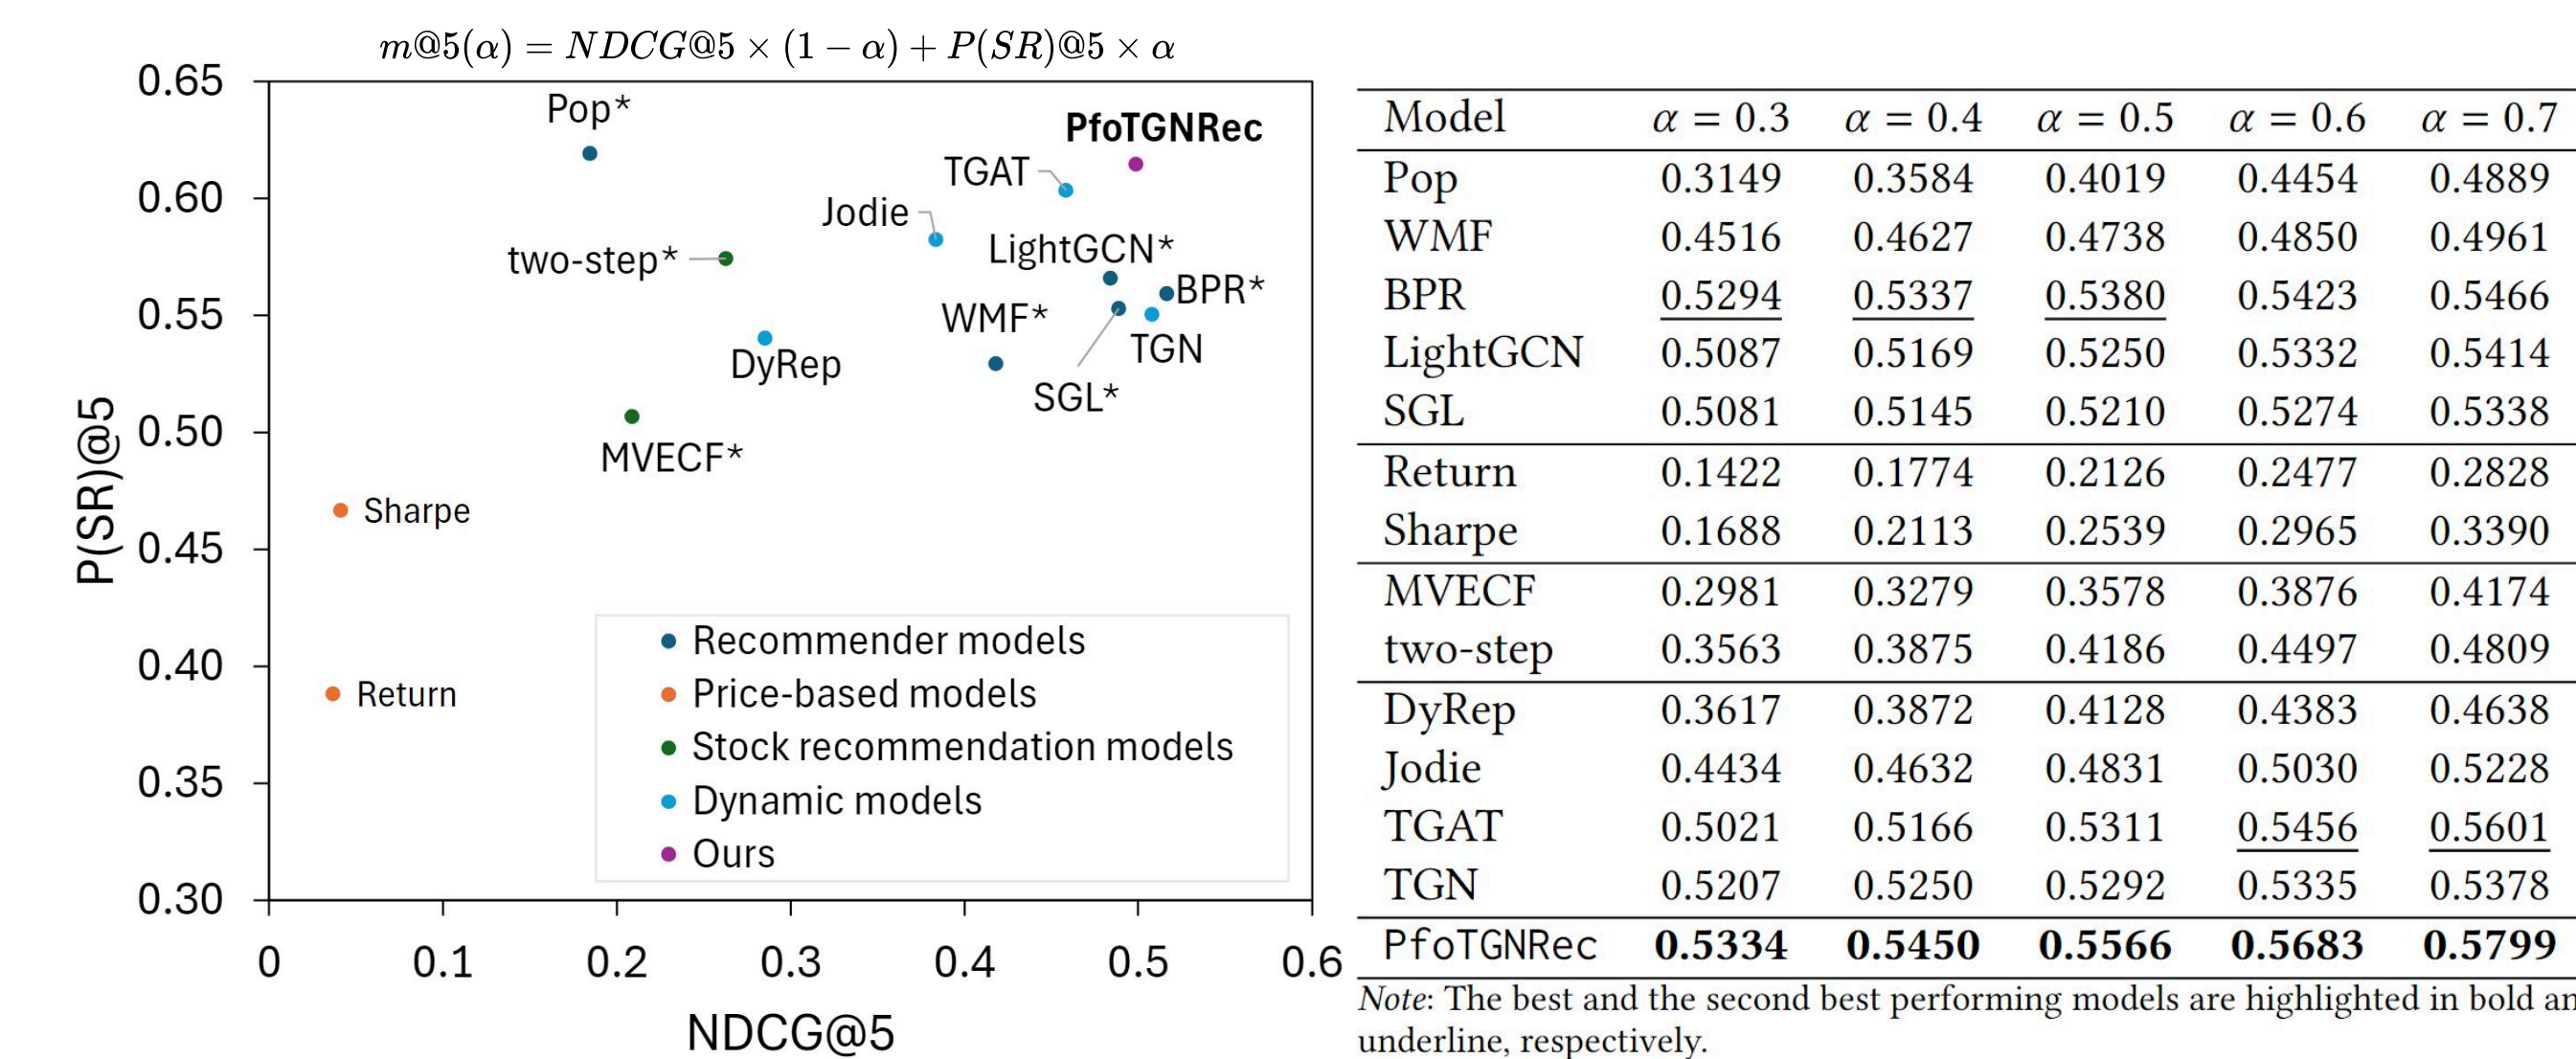 m@5(α) = NDCG@5 × (1 − α) + P(SR)@5 × α
0.65
0.60
0.55
0.50
0.45
0.40
0.35
0.30
P(SR)@5
0 0.1 0.2 0.3 0.4 0.5 0.6
NDCG@5
Pop*
PfoTGNRec
TGAT
Jodie
LightGCN*
two-step*
BPR*
WMF*
TGN
DyRep
SGL*
MVECF*
Sharpe
Return
Recommender models
Price-based models
Stock recommendation models
Dynamic models
Ours
Model α = 0.3 α = 0.4 α = 0.5 α = 0.6 α = 0.7
Pop 0.3149 0.3584 0.4019 0.4454 0.4889
WMF 0.4516 0.4627 0.4738 0.4850 0.4961
BPR 0.5294 0.5337 0.5380 0.5423 0.5466
LightGCN 0.5087 0.5169 0.5250 0.5332 0.5414
SGL 0.5081 0.5145 0.5210 0.5274 0.5338
Return 0.1422 0.1774 0.2126 0.2477 0.2828
Sharpe 0.1688 0.2113 0.2539 0.2965 0.3390
MVECF 0.2981 0.3279 0.3578 0.3876 0.4174
two-step 0.3563 0.3875 0.4186 0.4497 0.4809
DyRep 0.3617 0.3872 0.4128 0.4383 0.4638
Jodie 0.4434 0.4632 0.4831 0.5030 0.5228
TGAT 0.5021 0.5166 0.5311 0.5456 0.5601
TGN 0.5207 0.5250 0.5292 0.5335 0.5378
PfoTGNRec 0.5334 0.5450 0.5566 0.5683 0.5799
Note: The best and the second best performing models are highlighted in bold an
underline, respectively.